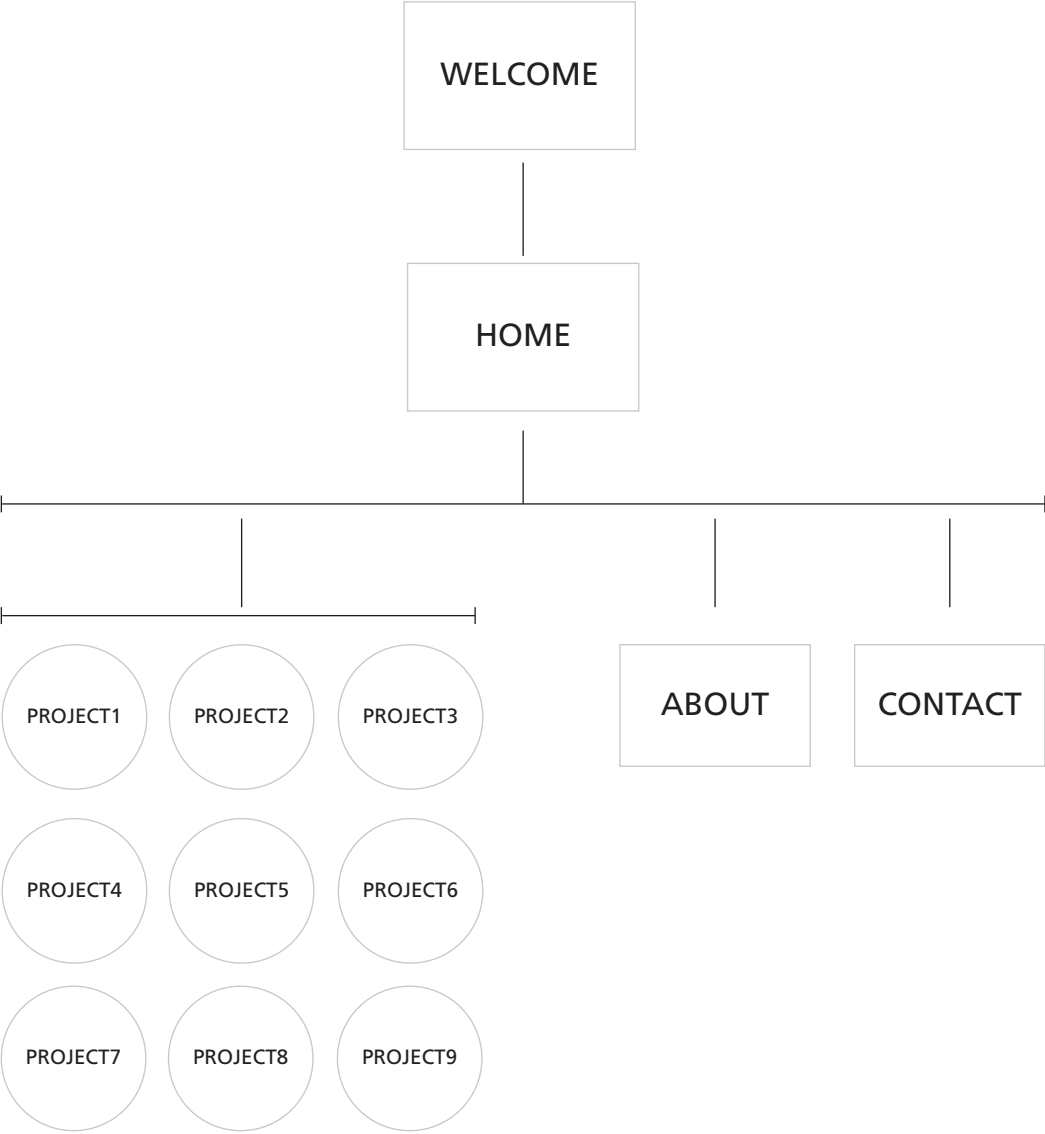 WELCOME
HOME
PROJECT1 PROJECT2 PROJECT3
ABOUT CONTACT
PROJECT4 PROJECT5 PROJECT6
PROJECT7 PROJECT8 PROJECT9